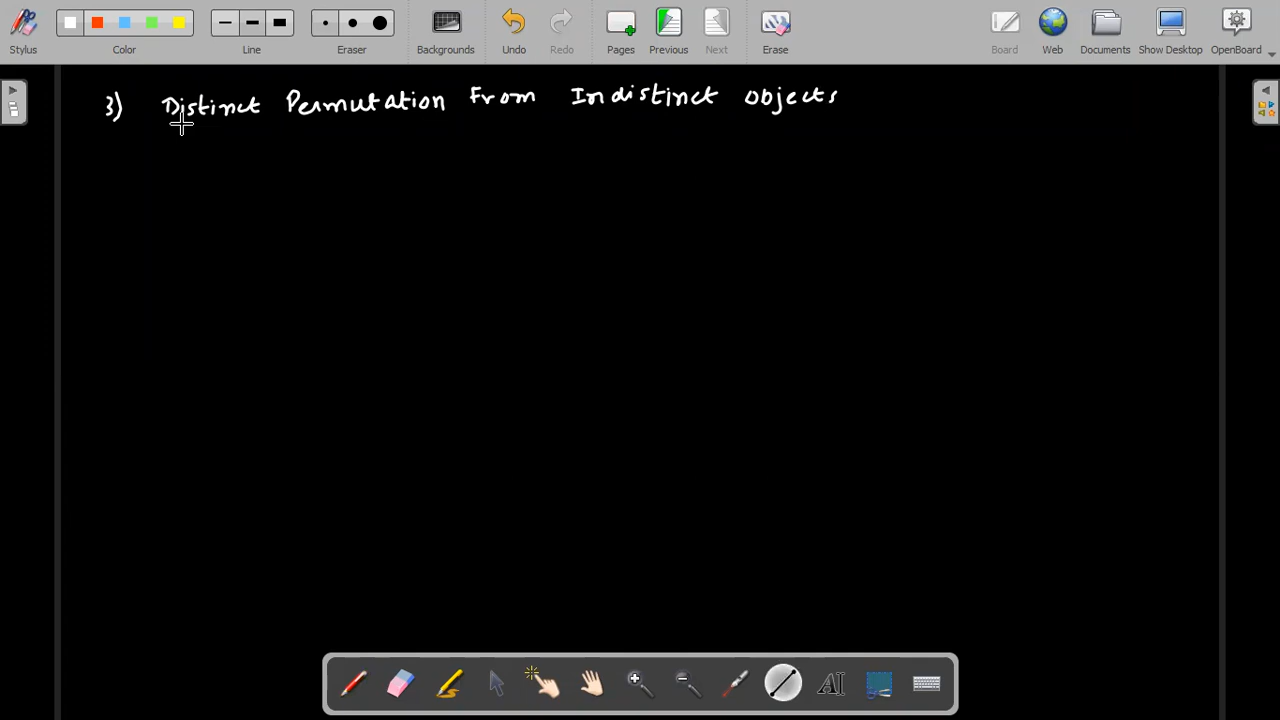 Stylus Color Line Eraser Backgrounds Undo Redo Pages Previous Next Erase Board Web Documents Show Desktop OpenBoard
3) Distinct Permutation From Indistinct objects
AI